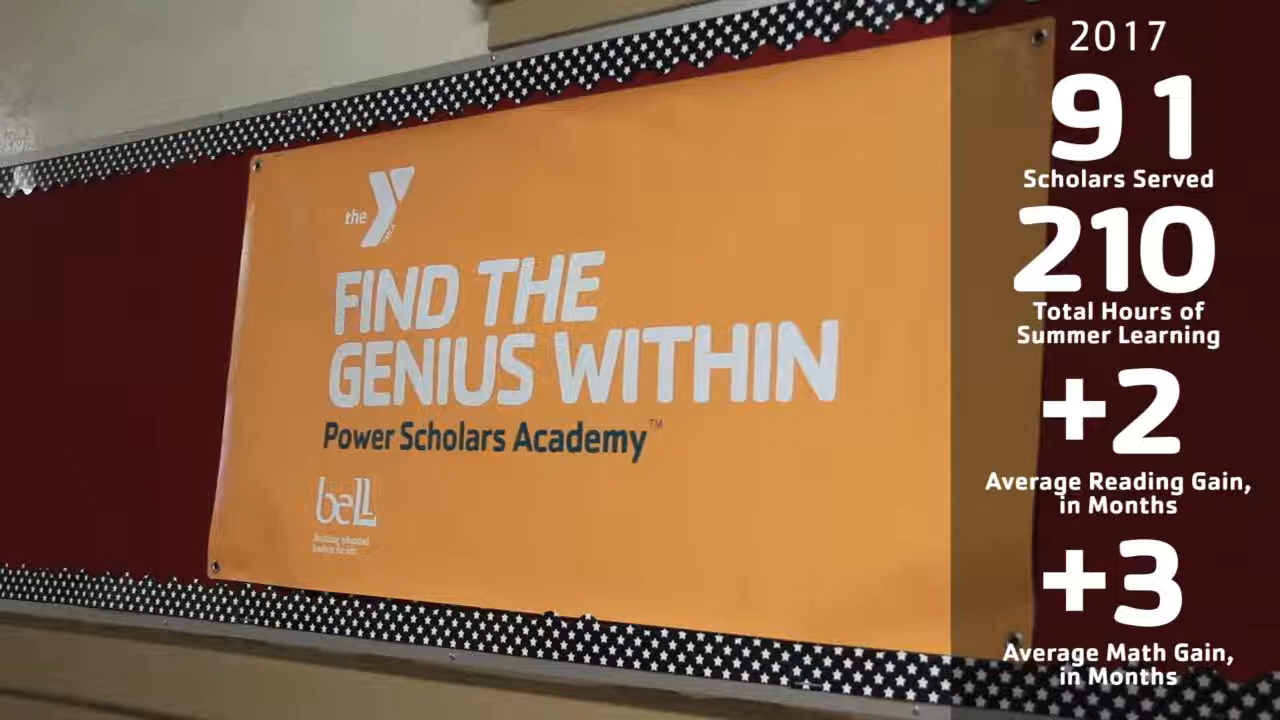 the
YMCA
FIND THE
GENIUS WITHIN
Power Scholars Academy™
bell
2017
91
Scholars Served
210
Total Hours of
Summer Learning
+2
Average Reading Gain,
in Months
+3
Average Math Gain,
in Months